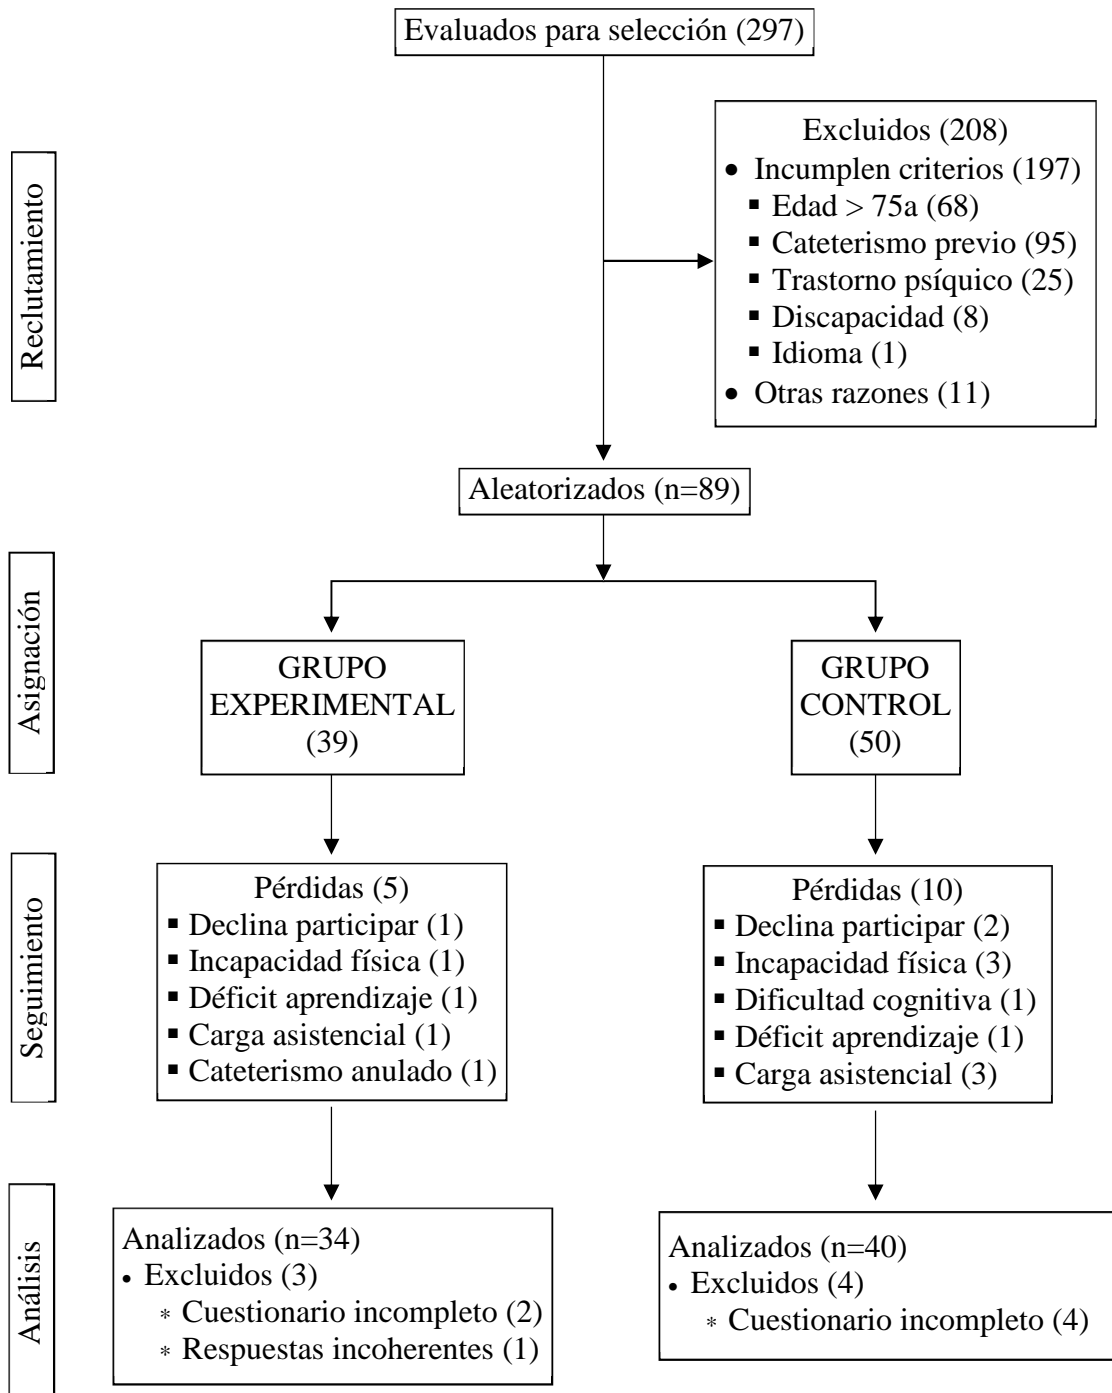 Evaluados para selección (297)
Reclutamiento
Excluidos (208)
• Incumplen criterios (197)
▪ Edad > 75a (68)
▪ Cateterismo previo (95)
▪ Trastorno psíquico (25)
▪ Discapacidad (8)
▪ Idioma (1)
• Otras razones (11)
Aleatorizados (n=89)
Asignación
GRUPO
EXPERIMENTAL
(39)
GRUPO
CONTROL
(50)
Seguimiento
Pérdidas (5)
▪ Declina participar (1)
▪ Incapacidad física (1)
▪ Déficit aprendizaje (1)
▪ Carga asistencial (1)
▪ Cateterismo anulado (1)
Pérdidas (10)
▪ Declina participar (2)
▪ Incapacidad física (3)
▪ Dificultad cognitiva (1)
▪ Déficit aprendizaje (1)
▪ Carga asistencial (3)
Análisis
Analizados (n=34)
• Excluidos (3)
* Cuestionario incompleto (2)
* Respuestas incoherentes (1)
Analizados (n=40)
• Excluidos (4)
* Cuestionario incompleto (4)